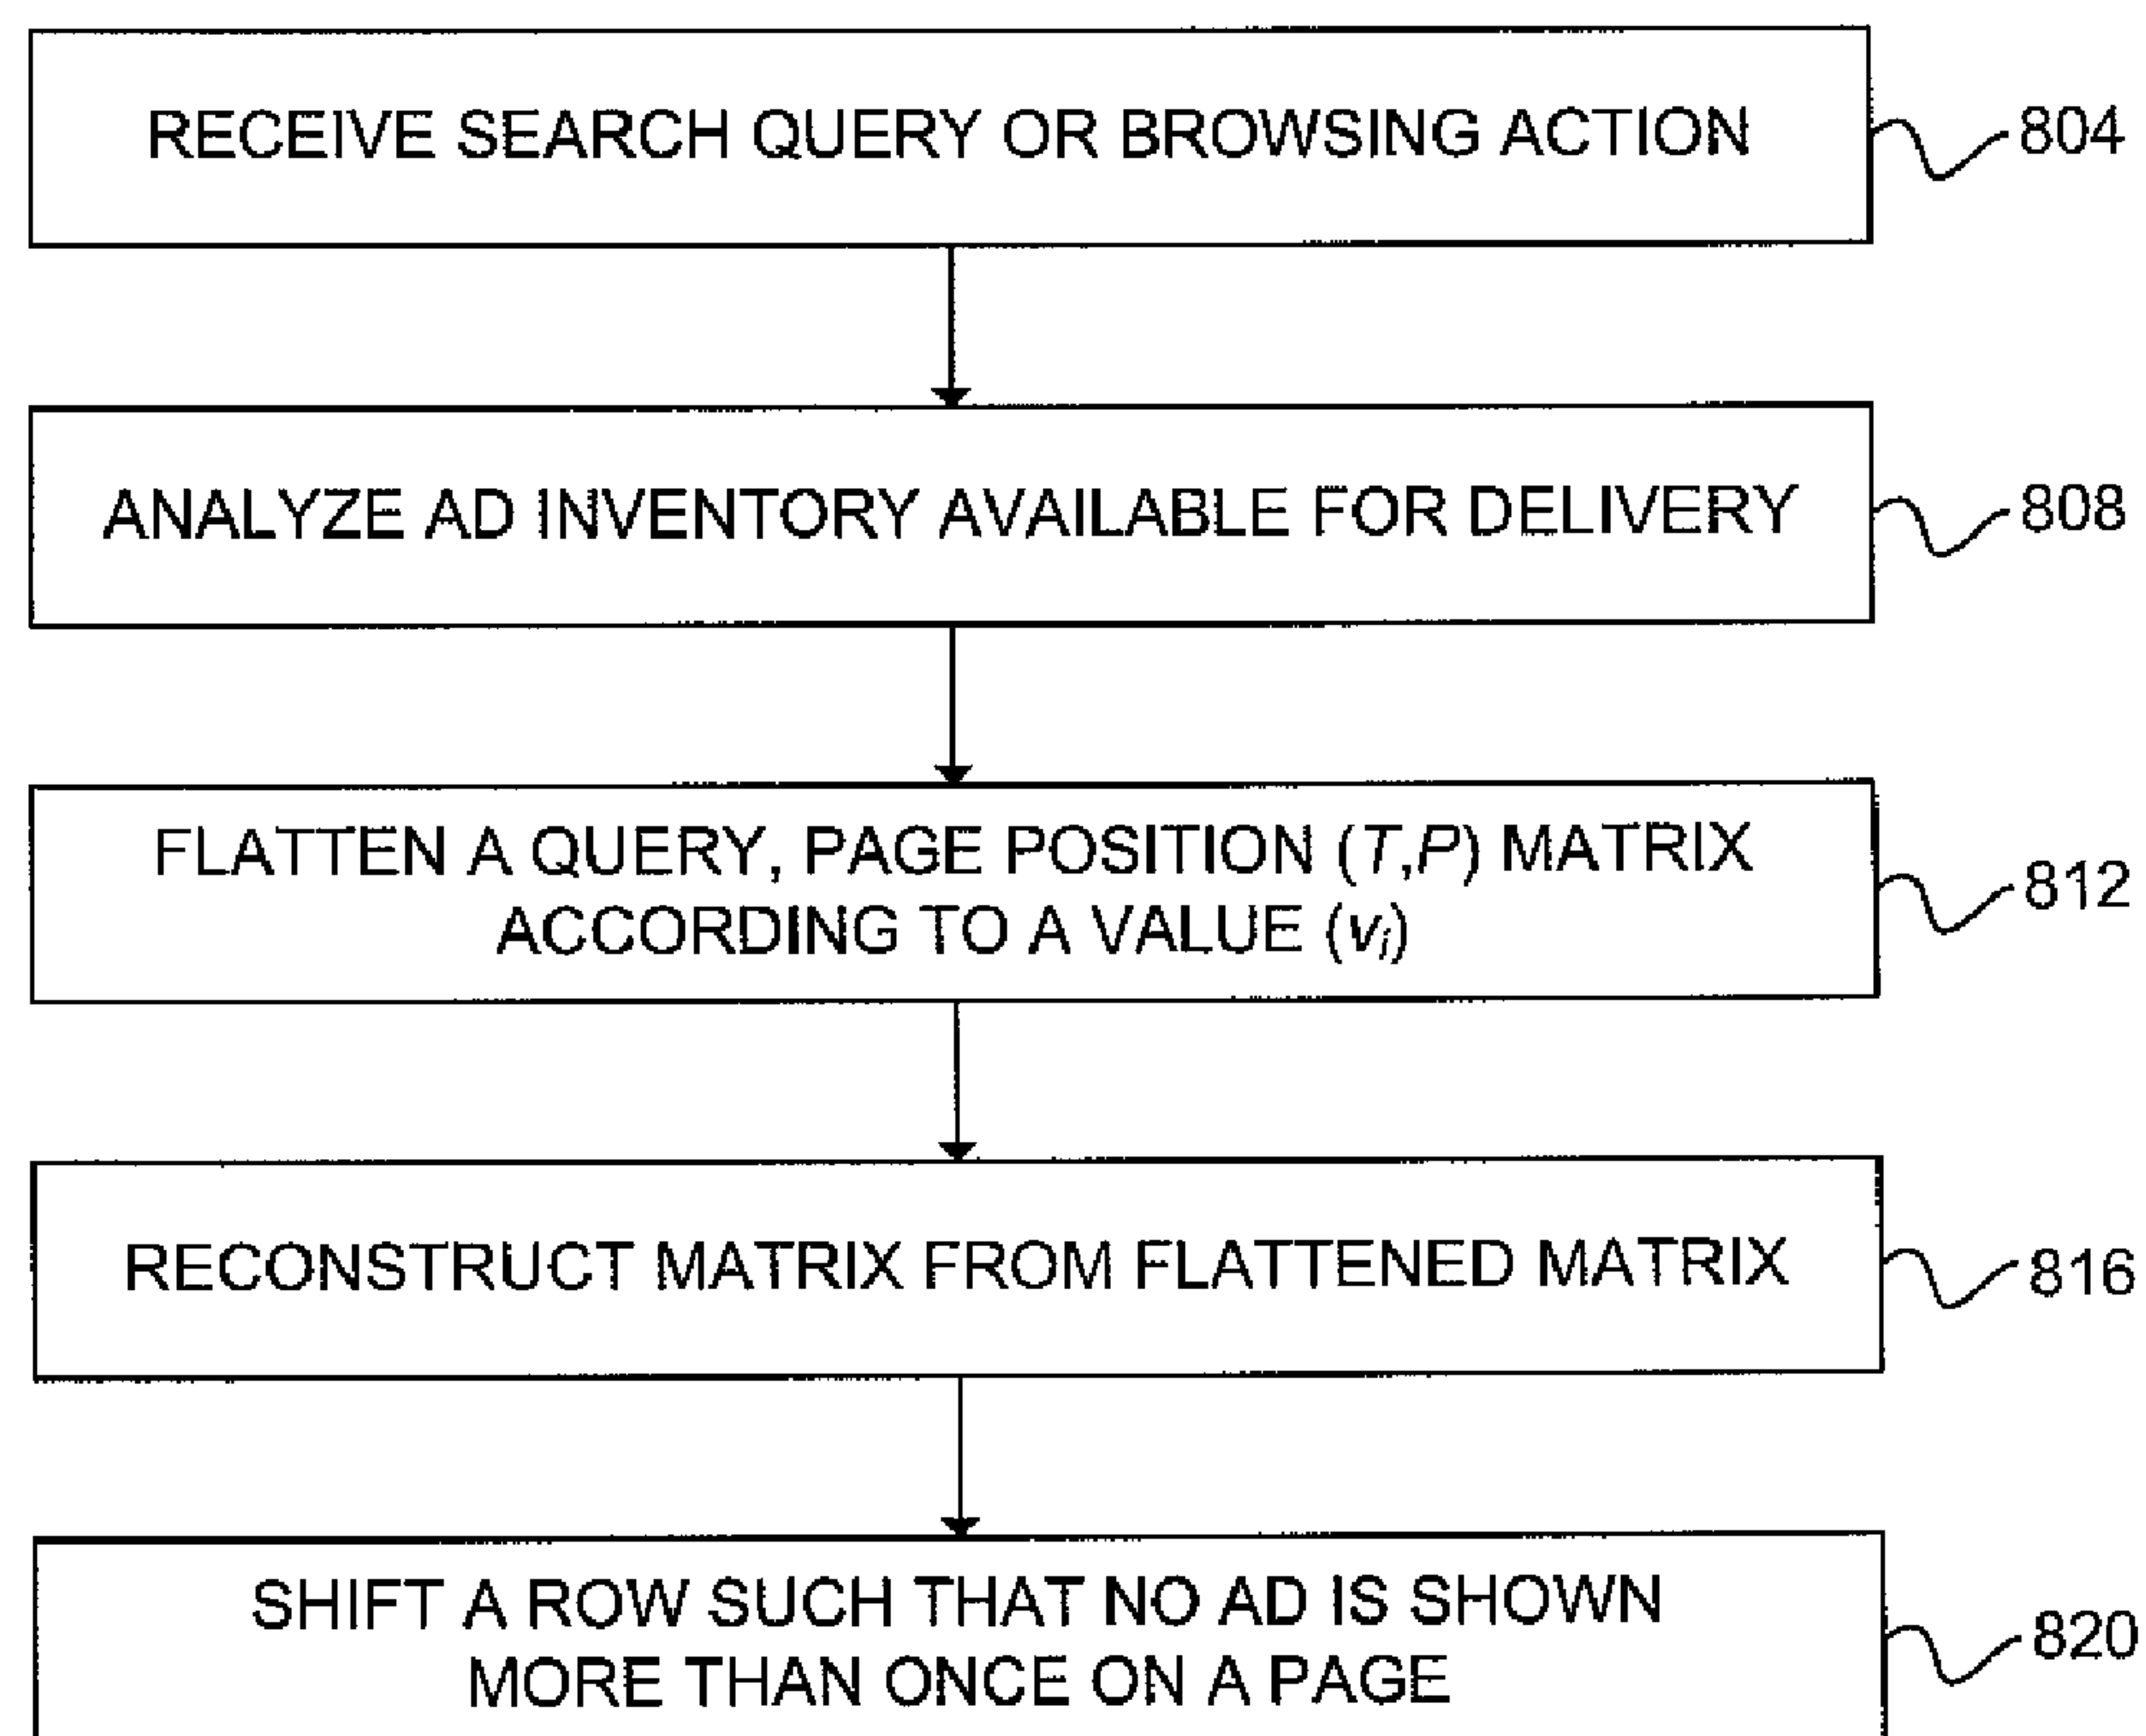 RECEIVE SEARCH QUERY OR BROWSING ACTION
804
ANALYZE AD INVENTORY AVAILABLE FOR DELIVERY
808
FLATTEN A QUERY, PAGE POSITION (T,P) MATRIX
ACCORDING TO A VALUE (vᵢ)
812
RECONSTRUCT MATRIX FROM FLATTENED MATRIX
816
SHIFT A ROW SUCH THAT NO AD IS SHOWN
MORE THAN ONCE ON A PAGE
820